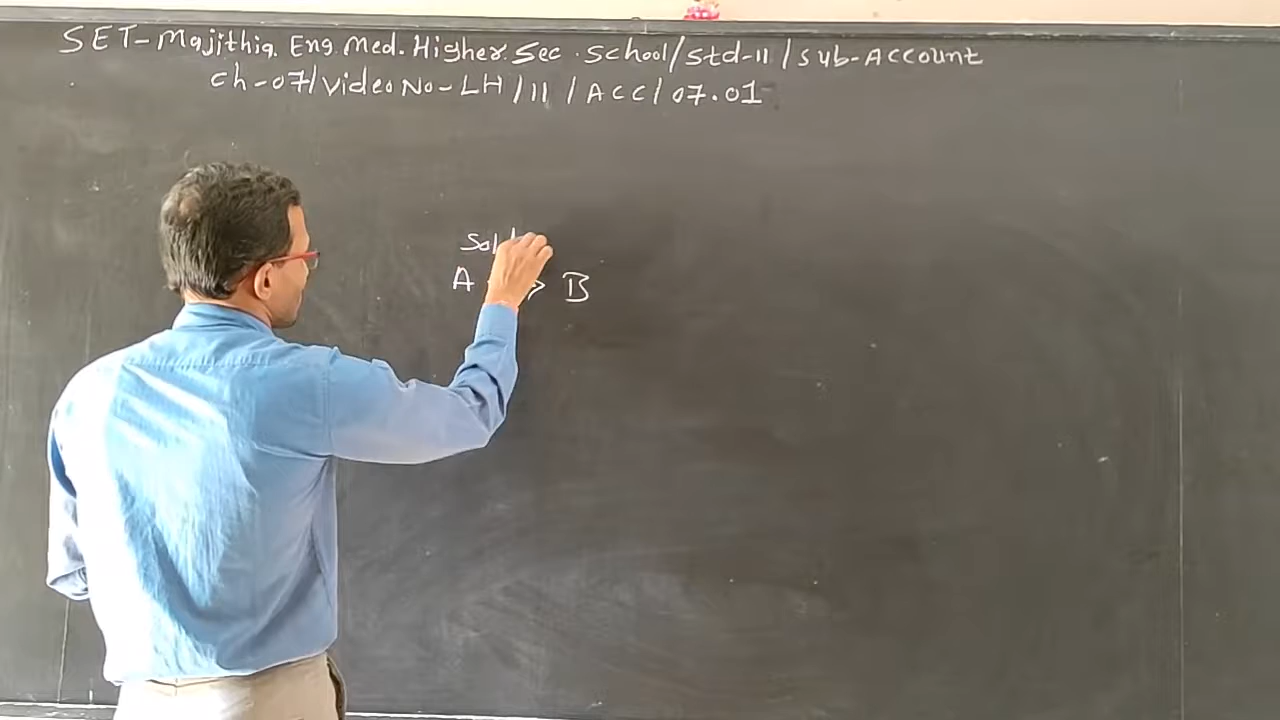 SET-Majithia Eng. Med. Higher. Sec. School/Std-11/Sub-Account
Ch-07/Video No-LH/11/ACC/07.01
Sold
A → B